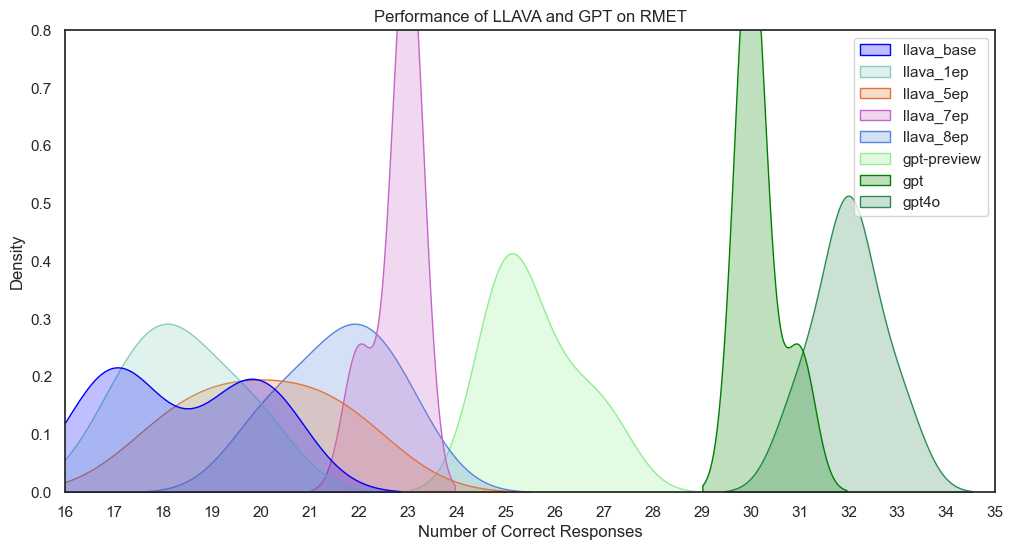 Performance of LLAVA and GPT on RMET
0.8
0.7
0.6
0.5
0.4
0.3
0.2
0.1
0.0
Density
llava_base
llava_1ep
llava_5ep
llava_7ep
llava_8ep
gpt-preview
gpt
gpt4o
16 17 18 19 20 21 22 23 24 25 26 27 28 29 30 31 32 33 34 35
Number of Correct Responses